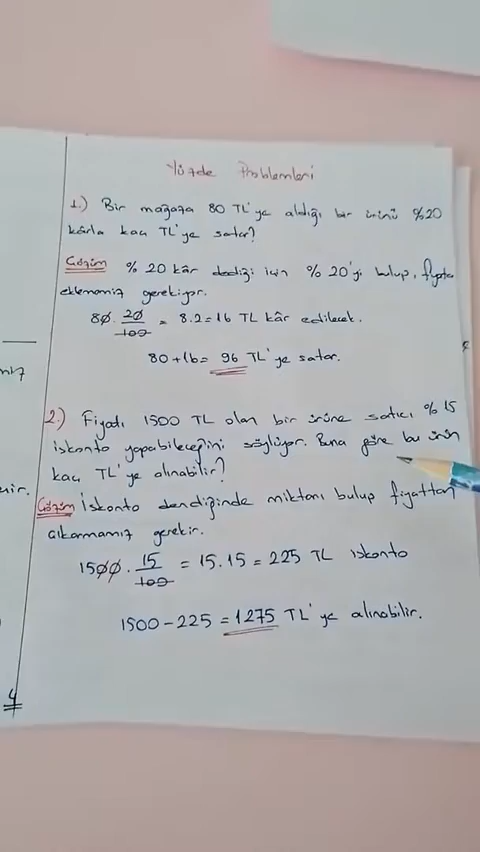 Yüzde Problemleri
1.) Bir mağaza 80 TL'ye aldığı bir ürünü %20
kârla kaç TL'ye satar?
Çözüm % 20 kâr dediği için % 20'yi bulup, fiyata
eklememiz gerekiyor.
80 . 20/100 = 8.2 = 16 TL kâr edilecek.
80 + 16 = 96 TL'ye satar.
2.) Fiyatı 1500 TL olan bir ürüne satıcı % 15
iskonto yapabileceğini söylüyor. Buna göre bu ürün
kaç TL'ye alınabilir?
Çözüm İskonto dendiğinde miktarı bulup fiyattan
çıkarmamız gerekir.
1500 . 15/100 = 15.15 = 225 TL iskonto
1500 - 225 = 1275 TL'ye alınabilir.
4